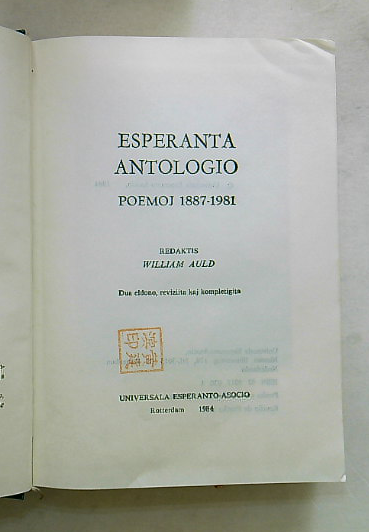 ESPERANTA
ANTOLOGIO
POEMOJ 1887-1981
REDAKTIS
WILLIAM AULD
Dua eldono, reviziita kaj kompletigita
UNIVERSALA ESPERANTO-ASOCIO
Rotterdam 1984